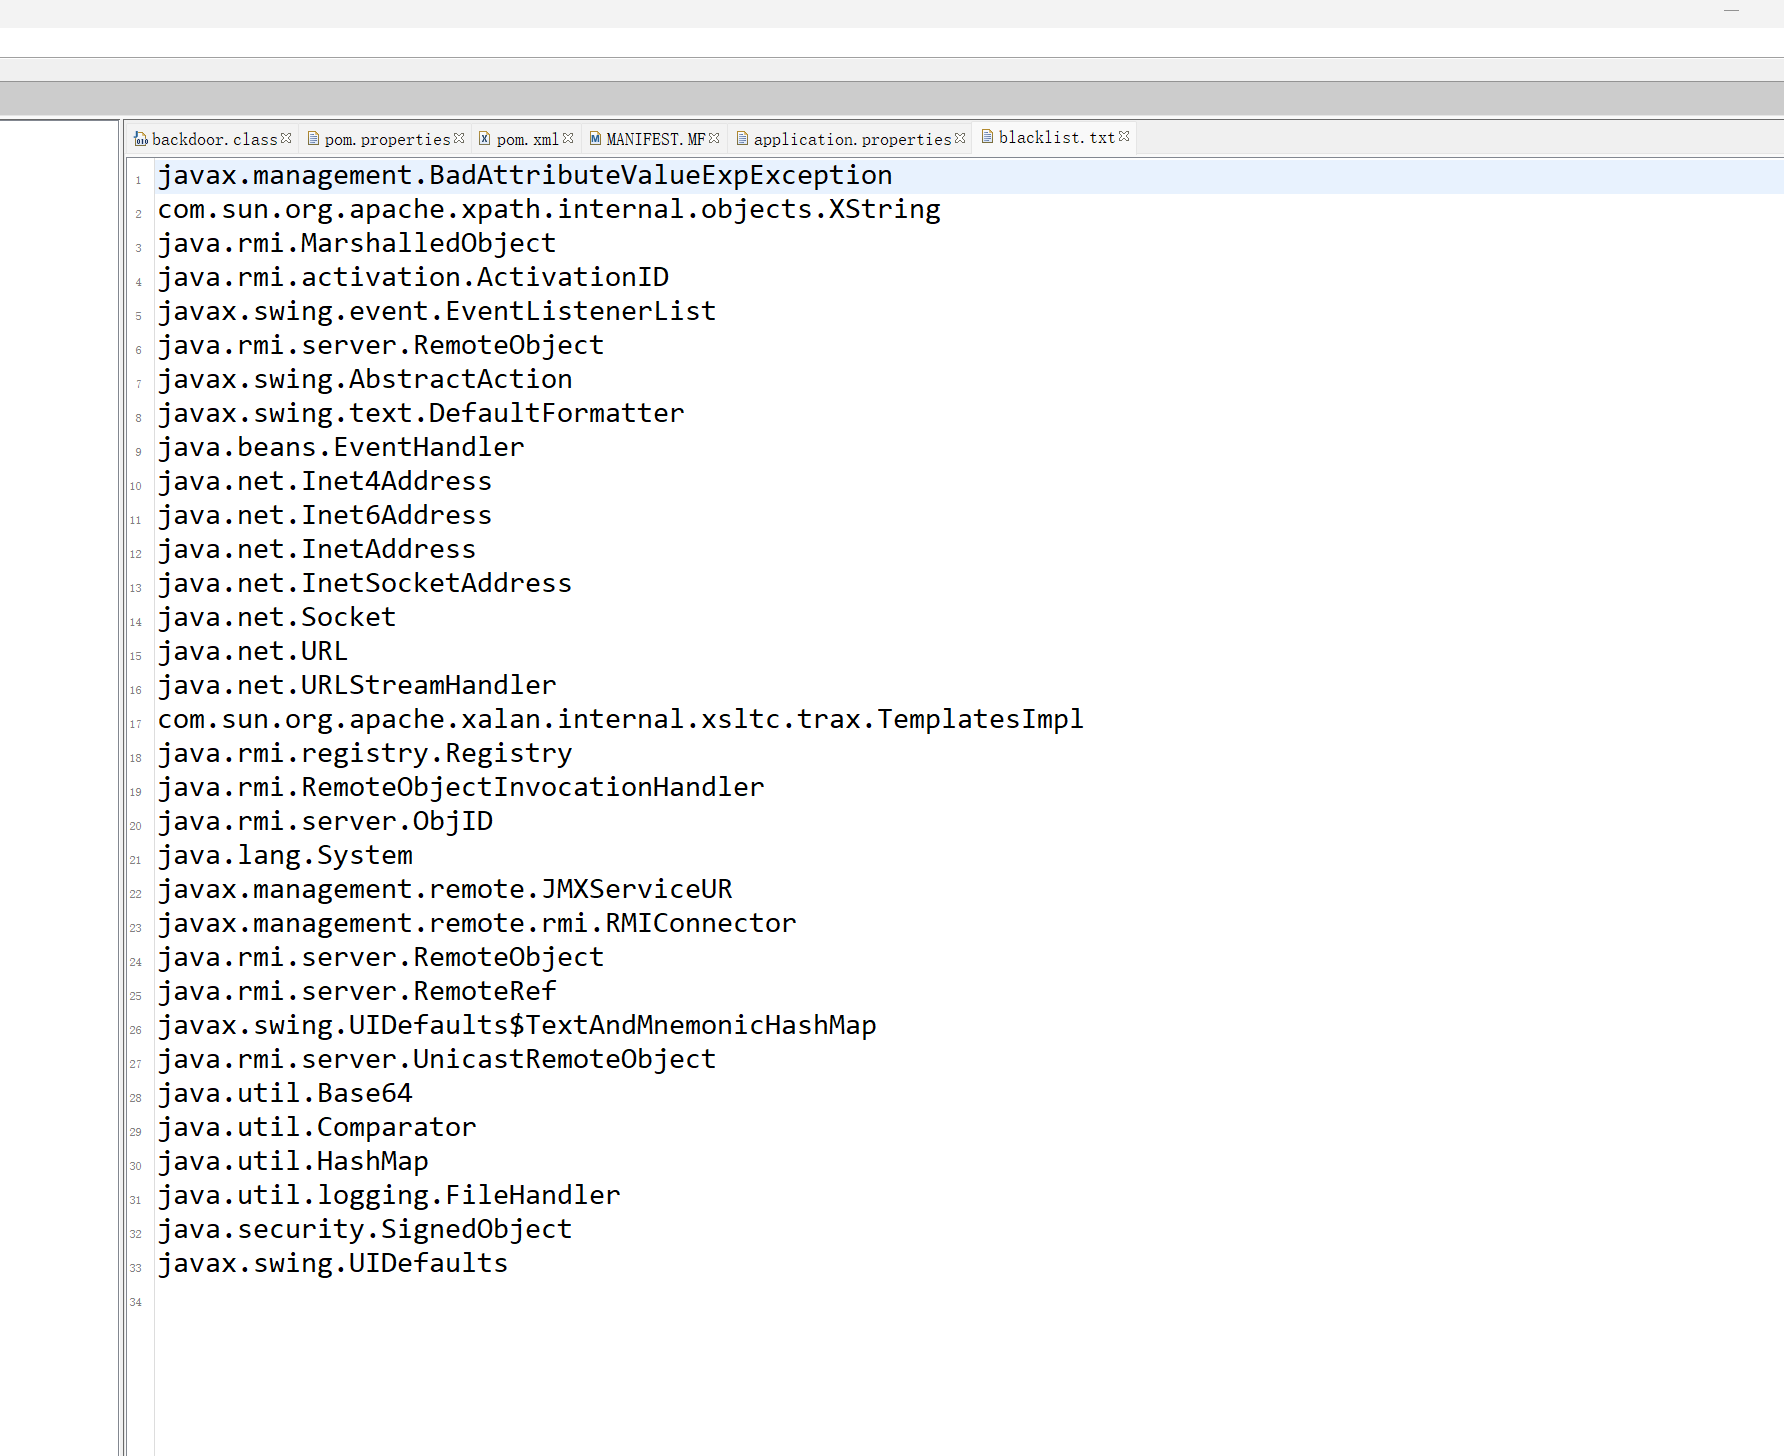 backdoor.class pom.properties pom.xml MANIFEST.MF application.properties blacklist.txt
1 javax.management.BadAttributeValueExpException
2 com.sun.org.apache.xpath.internal.objects.XString
3 java.rmi.MarshalledObject
4 java.rmi.activation.ActivationID
5 javax.swing.event.EventListenerList
6 java.rmi.server.RemoteObject
7 javax.swing.AbstractAction
8 javax.swing.text.DefaultFormatter
9 java.beans.EventHandler
10 java.net.Inet4Address
11 java.net.Inet6Address
12 java.net.InetAddress
13 java.net.InetSocketAddress
14 java.net.Socket
15 java.net.URL
16 java.net.URLStreamHandler
17 com.sun.org.apache.xalan.internal.xsltc.trax.TemplatesImpl
18 java.rmi.registry.Registry
19 java.rmi.RemoteObjectInvocationHandler
20 java.rmi.server.ObjID
21 java.lang.System
22 javax.management.remote.JMXServiceUR
23 javax.management.remote.rmi.RMIConnector
24 java.rmi.server.RemoteObject
25 java.rmi.server.RemoteRef
26 javax.swing.UIDefaults$TextAndMnemonicHashMap
27 java.rmi.server.UnicastRemoteObject
28 java.util.Base64
29 java.util.Comparator
30 java.util.HashMap
31 java.util.logging.FileHandler
32 java.security.SignedObject
33 javax.swing.UIDefaults
34